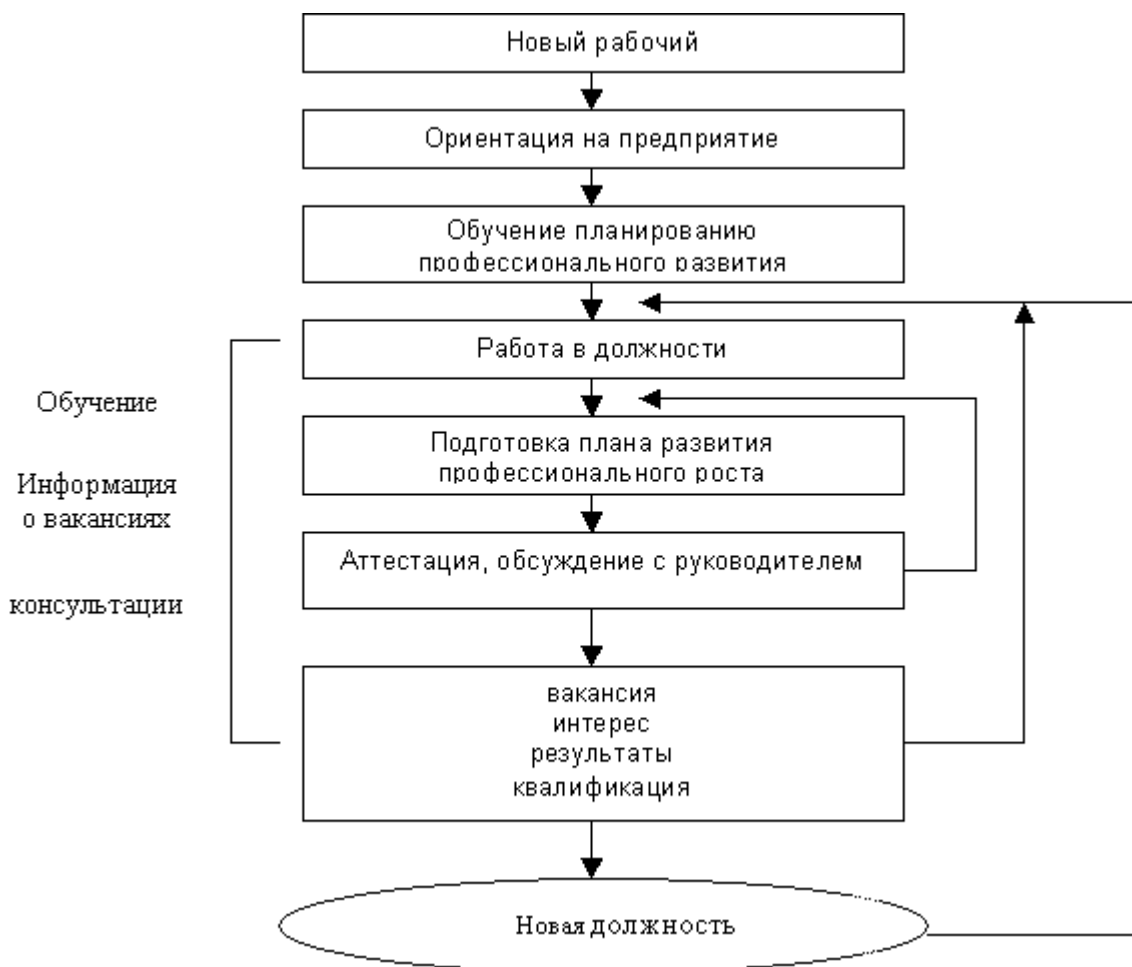 Новый рабочий
Ориентация на предприятие
Обучение планированию
профессионального развития
Работа в должности
Обучение
Подготовка плана развития
профессионального роста
Информация
о вакансиях
Аттестация, обсуждение с руководителем
консультации
вакансия
интерес
результаты
квалификация
Новая должность